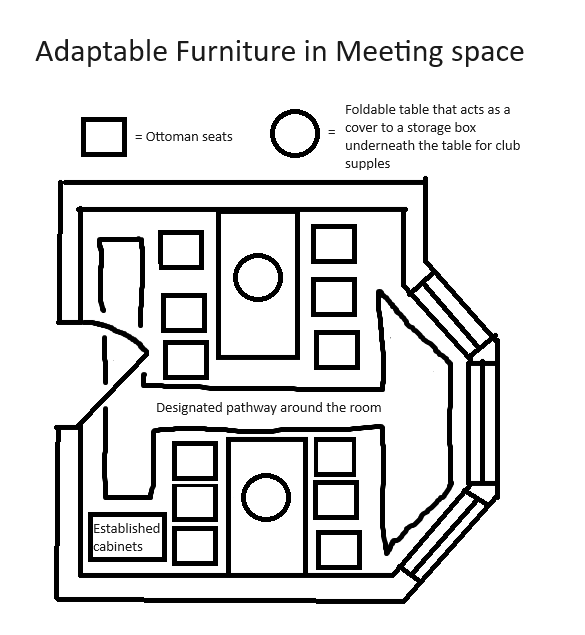 Adaptable Furniture in Meeting space
= Ottoman seats
=
Foldable table that acts as a
cover to a storage box
underneath the table for club
supples
Designated pathway around the room
Established
cabinets